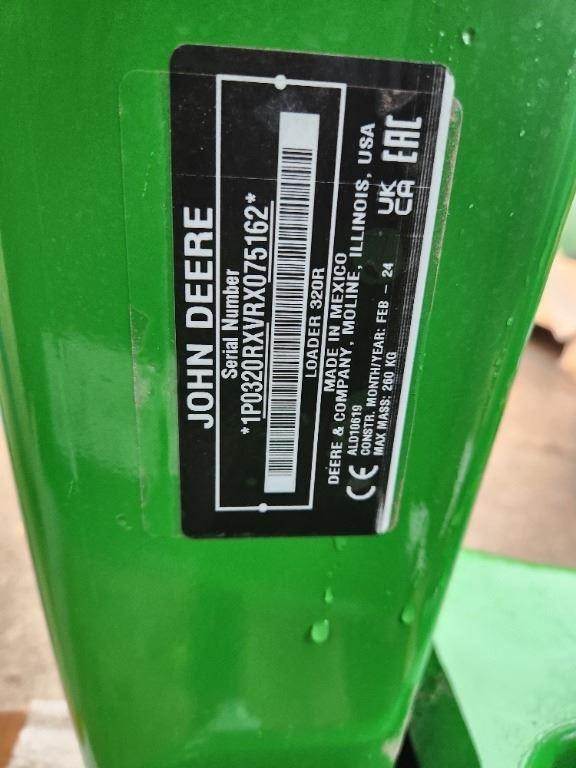 JOHN DEERE
Serial Number
*1P0320RXVRX075162*
LOADER 320R
MADE IN MEXICO
DEERE & COMPANY, MOLINE, ILLINOIS, USA
ALD10619
CONSTR. MONTH/YEAR: FEB - 24
MAX MASS: 260 KG
CE
UK
CA
EAC